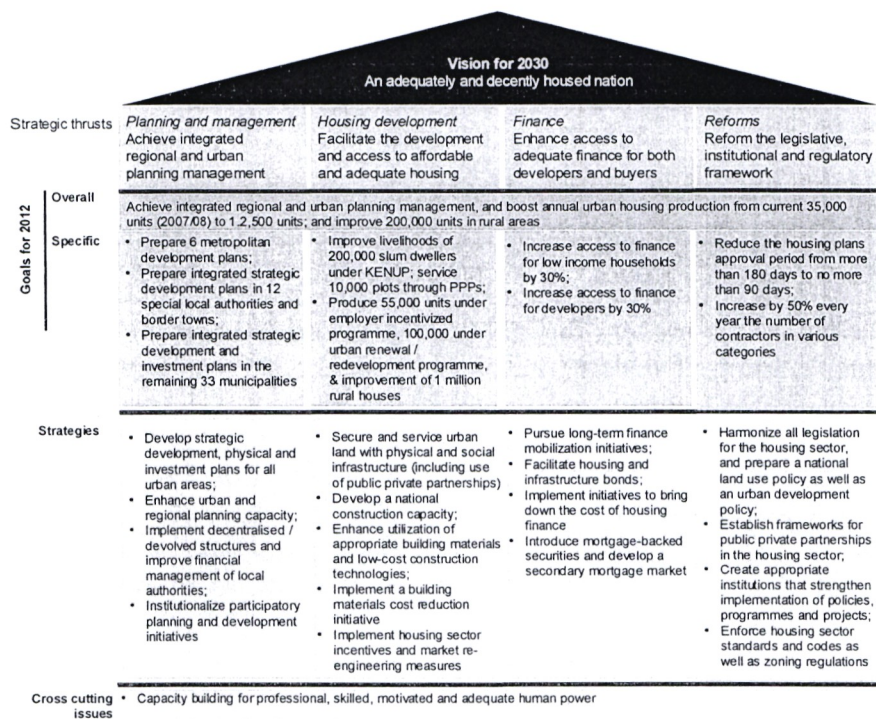 Vision for 2030
An adequately and decently housed nation
Strategic thrusts
Planning and management
Achieve integrated
regional and urban
planning management
Housing development
Facilitate the development
and access to affordable
and adequate housing
Finance
Enhance access to
adequate finance for both
developers and buyers
Reforms
Reform the legislative,
institutional and regulatory
framework
Goals for 2012
Overall
Achieve integrated regional and urban planning management, and boost annual urban housing production from current 35,000
units (2007/08) to 1.2,500 units; and improve 200,000 units in rural areas
Specific
• Prepare 6 metropolitan
development plans;
• Prepare integrated strategic
development plans in 12
special local authorities and
border towns;
• Prepare integrated strategic
development and
investment plans in the
remaining 33 municipalities
• Improve livelihoods of
200,000 slum dwellers
under KENUP; service
10,000 plots through PPPs;
• Produce 55,000 units under
employer incentivized
programme, 100,000 under
urban renewal /
redevelopment programme,
& improvement of 1 million
rural houses
• Increase access to finance
for low income households
by 30%;
• Increase access to finance
for developers by 30%
• Reduce the housing plans
approval period from more
than 180 days to no more
than 90 days;
• Increase by 50% every
year the number of
contractors in various
categories
Strategies
• Develop strategic
development, physical and
investment plans for all
urban areas;
• Enhance urban and
regional planning capacity;
• Implement decentralised /
devolved structures and
improve financial
management of local
authorities;
• Institutionalize participatory
planning and development
initiatives
• Secure and service urban
land with physical and social
infrastructure (including use
of public private partnerships)
• Develop a national
construction capacity;
• Enhance utilization of
appropriate building materials
and low-cost construction
technologies;
• Implement a building
materials cost reduction
initiative
• Implement housing sector
incentives and market re-
engineering measures
• Pursue long-term finance
mobilization initiatives;
• Facilitate housing and
infrastructure bonds;
• Implement initiatives to bring
down the cost of housing
finance
• Introduce mortgage-backed
securities and develop a
secondary mortgage market
• Harmonize all legislation
for the housing sector,
and prepare a national
land use policy as well as
an urban development
policy;
• Establish frameworks for
public private partnerships
in the housing sector;
• Create appropriate
institutions that strengthen
implementation of policies,
programmes and projects;
• Enforce housing sector
standards and codes as
well as zoning regulations
Cross cutting
issues
• Capacity building for professional, skilled, motivated and adequate human power